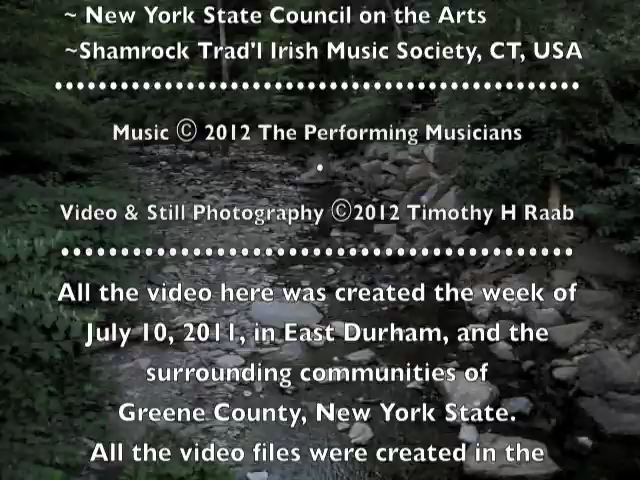 ~ New York State Council on the Arts
~Shamrock Trad'l Irish Music Society, CT, USA
••••••••••••••••••••••••••••••••••••••••••••••••
Music © 2012 The Performing Musicians
•
Video & Still Photography ©2012 Timothy H Raab
•••••••••••••••••••••••••••••••••••••••••••••••
All the video here was created the week of
July 10, 2011, in East Durham, and the
surrounding communities of
Greene County, New York State.
All the video files were created in the